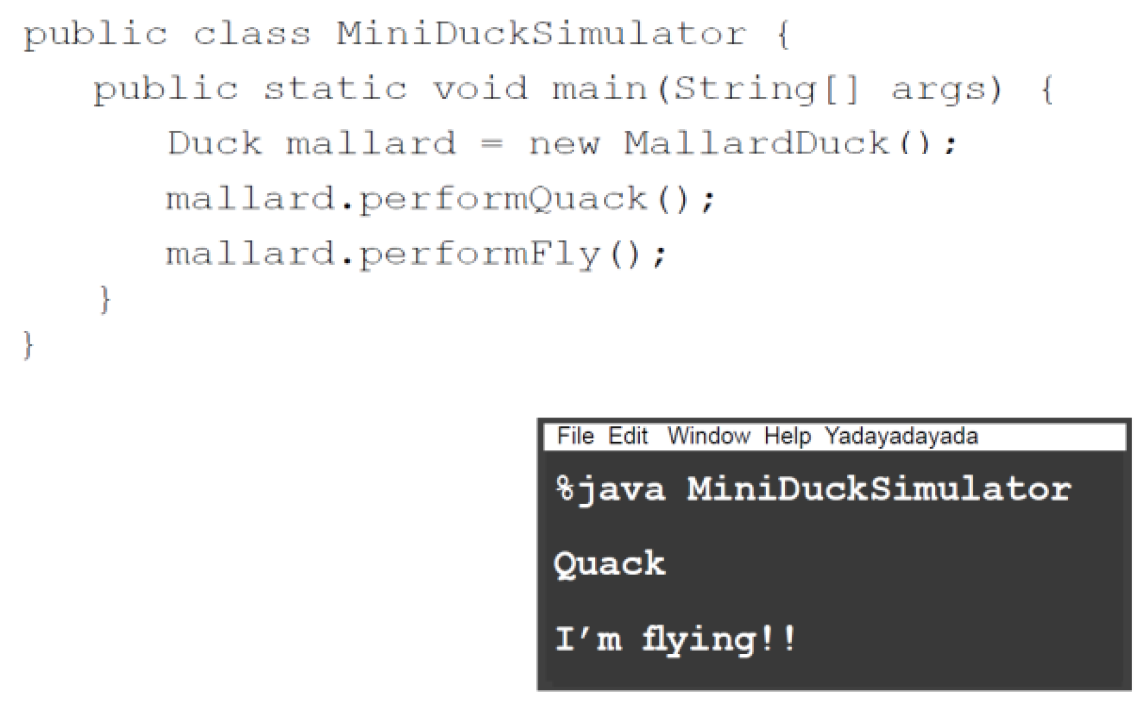 public class MiniDuckSimulator {
public static void main(String[] args) {
Duck mallard = new MallardDuck();
mallard.performQuack();
mallard.performFly();
}
}
File Edit Window Help Yadayadayada
%java MiniDuckSimulator
Quack
I’m flying!!